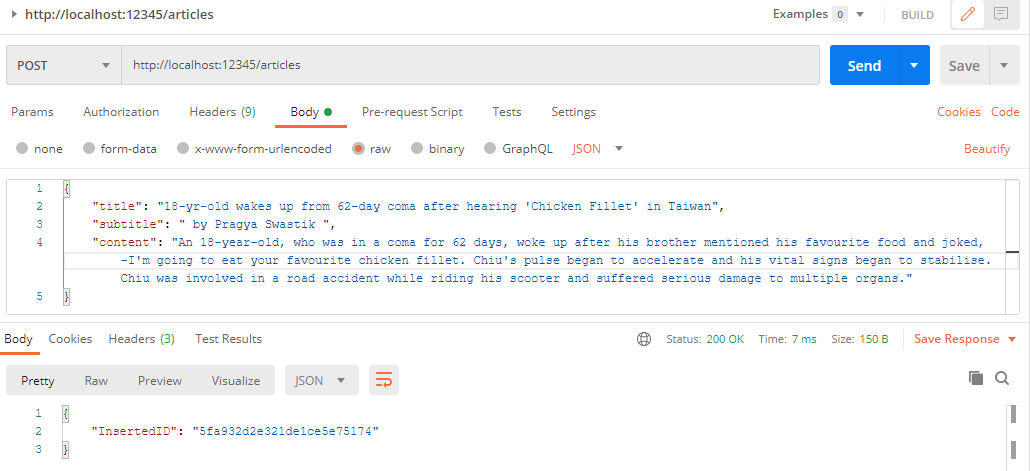 http://localhost:12345/articles Examples 0 BUILD
POST http://localhost:12345/articles Send Save
Params Authorization Headers (9) Body Pre-request Script Tests Settings Cookies Code
none form-data x-www-form-urlencoded raw binary GraphQL JSON Beautify
1 {
2 "title": "18-yr-old wakes up from 62-day coma after hearing 'Chicken Fillet' in Taiwan",
3 "subtitle": " by Pragya Swastik ",
4 "content": "An 18-year-old, who was in a coma for 62 days, woke up after his brother mentioned his favourite food and joked,
-I'm going to eat your favourite chicken fillet. Chiu's pulse began to accelerate and his vital signs began to stabilise.
Chiu was involved in a road accident while riding his scooter and suffered serious damage to multiple organs."
5 }
Body Cookies Headers (3) Test Results Status: 200 OK Time: 7 ms Size: 150 B Save Response
Pretty Raw Preview Visualize JSON
1 {
2 "InsertedID": "5fa932d2e321de1ce5e75174"
3 }